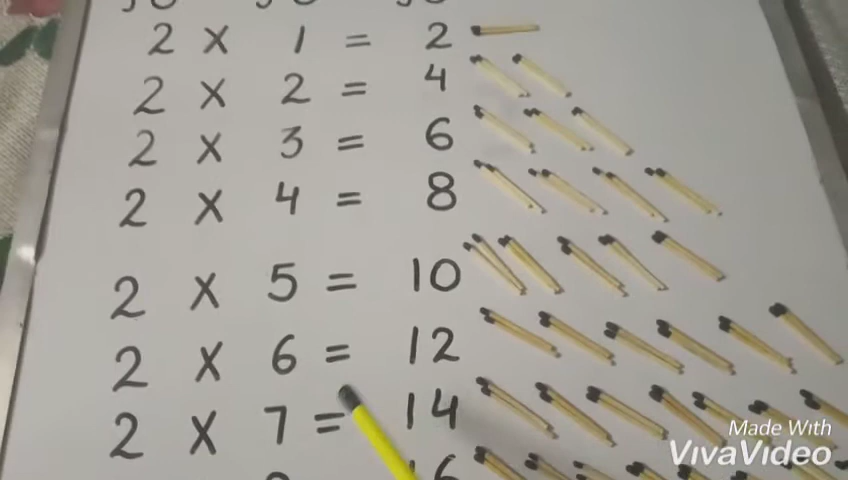 2 × 1 = 2
2 × 2 = 4
2 × 3 = 6
2 × 4 = 8
2 × 5 = 10
2 × 6 = 12
2 × 7 = 14
Made With
VivaVideo